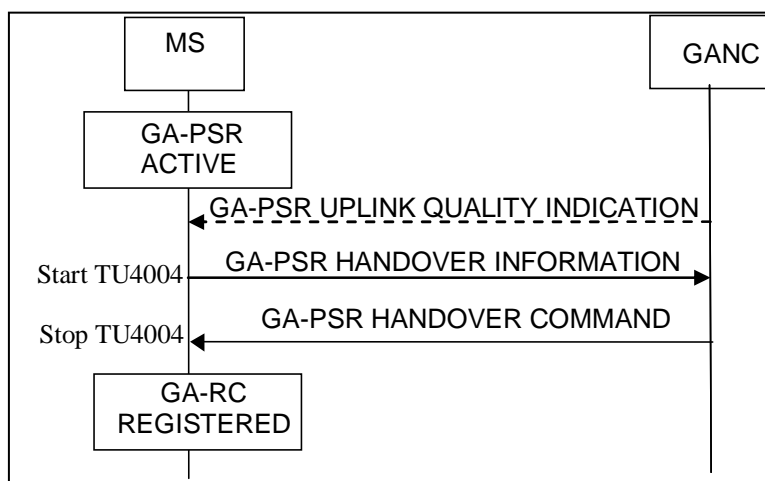 MS
GANC
GA-PSR
ACTIVE
GA-PSR UPLINK QUALITY INDICATION
Start TU4004
GA-PSR HANDOVER INFORMATION
Stop TU4004
GA-PSR HANDOVER COMMAND
GA-RC
REGISTERED